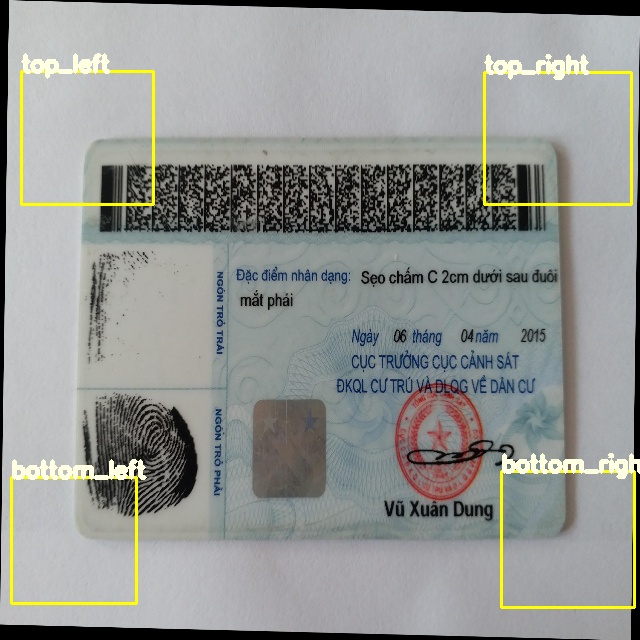 top_left
top_right
Đặc điểm nhân dạng: Sẹo chấm C 2cm dưới sau đuôi
mắt phải
NGÓN TRỎ TRÁI
Ngày 06 tháng 04 năm 2015
CỤC TRƯỞNG CỤC CẢNH SÁT
ĐKQL CƯ TRÚ VÀ DLQG VỀ DÂN CƯ
NGÓN TRỎ PHẢI
bottom_left
bottom_righ
Vũ Xuân Dung